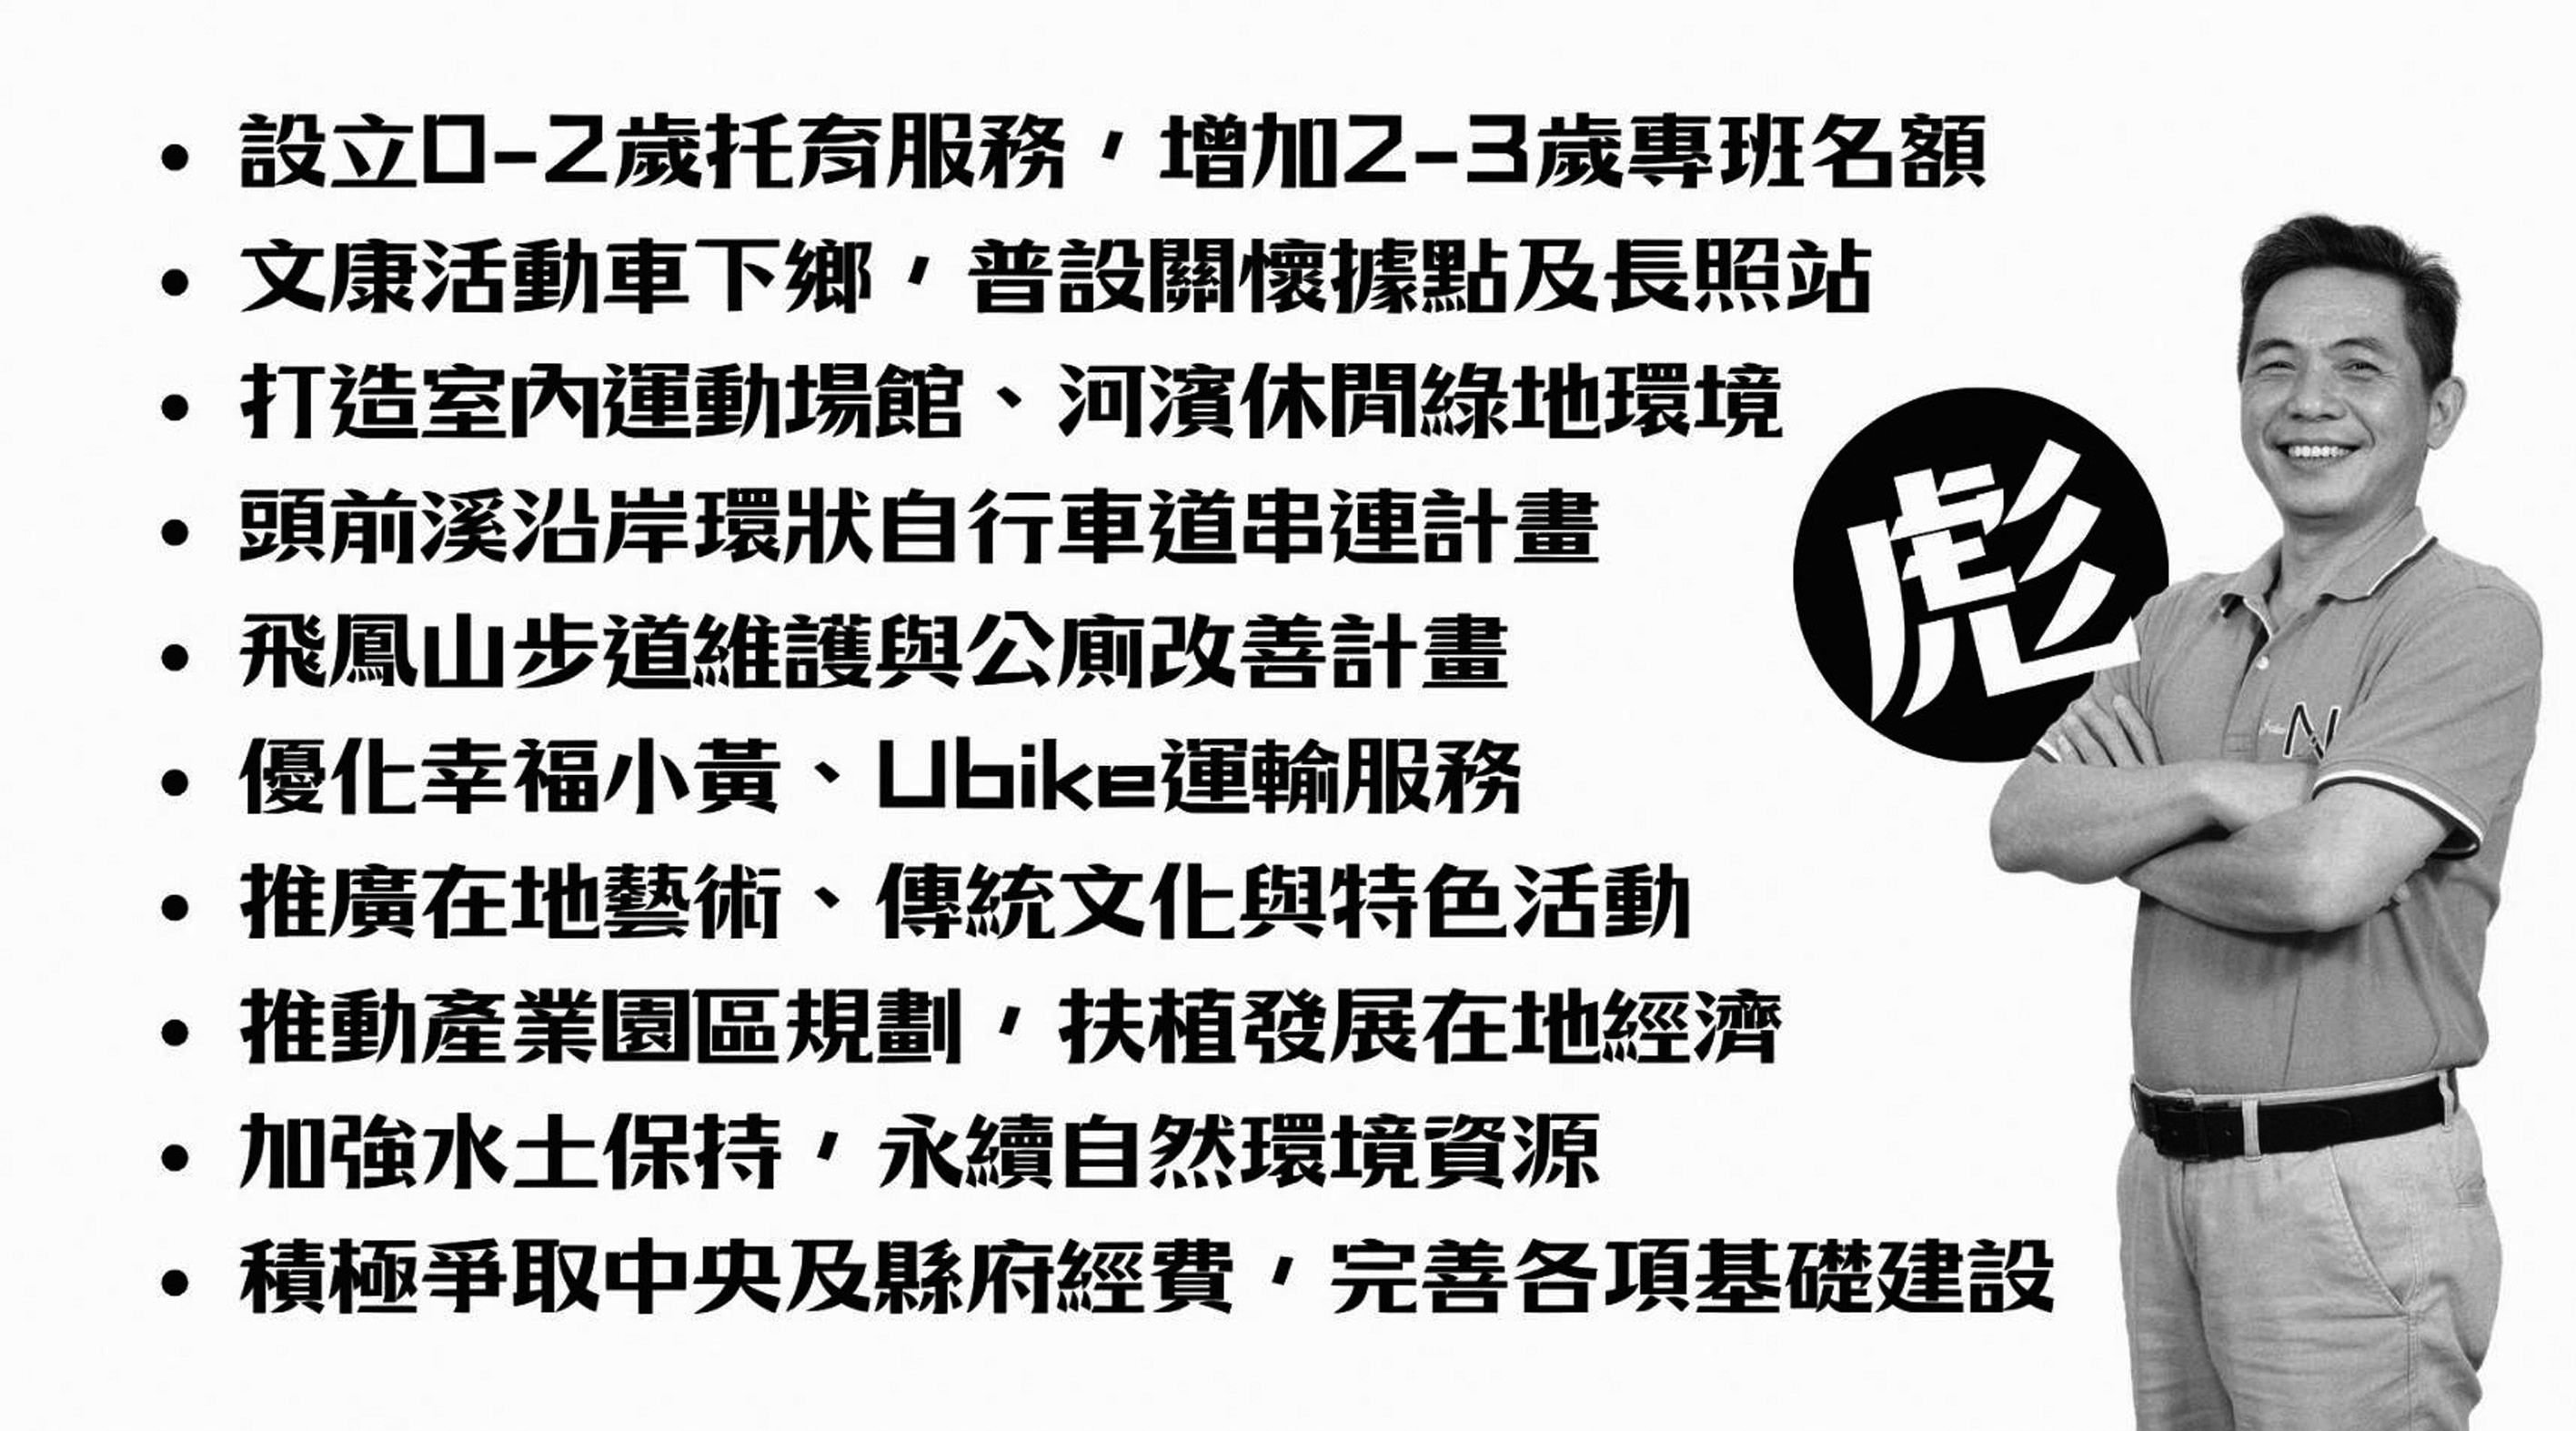 • 設立0-2歲托育服務，增加2-3歲專班名額
• 文康活動車下鄉，普設關懷據點及長照站
• 打造室內運動場館、河濱休閒綠地環境
• 頭前溪沿岸環狀自行車道串連計畫
• 飛鳳山步道維護與公廁改善計畫
• 優化幸福小黃、Ubike運輸服務
• 推廣在地藝術、傳統文化與特色活動
• 推動產業園區規劃，扶植發展在地經濟
• 加強水土保持，永續自然環境資源
• 積極爭取中央及縣府經費，完善各項基礎建設
彪
N